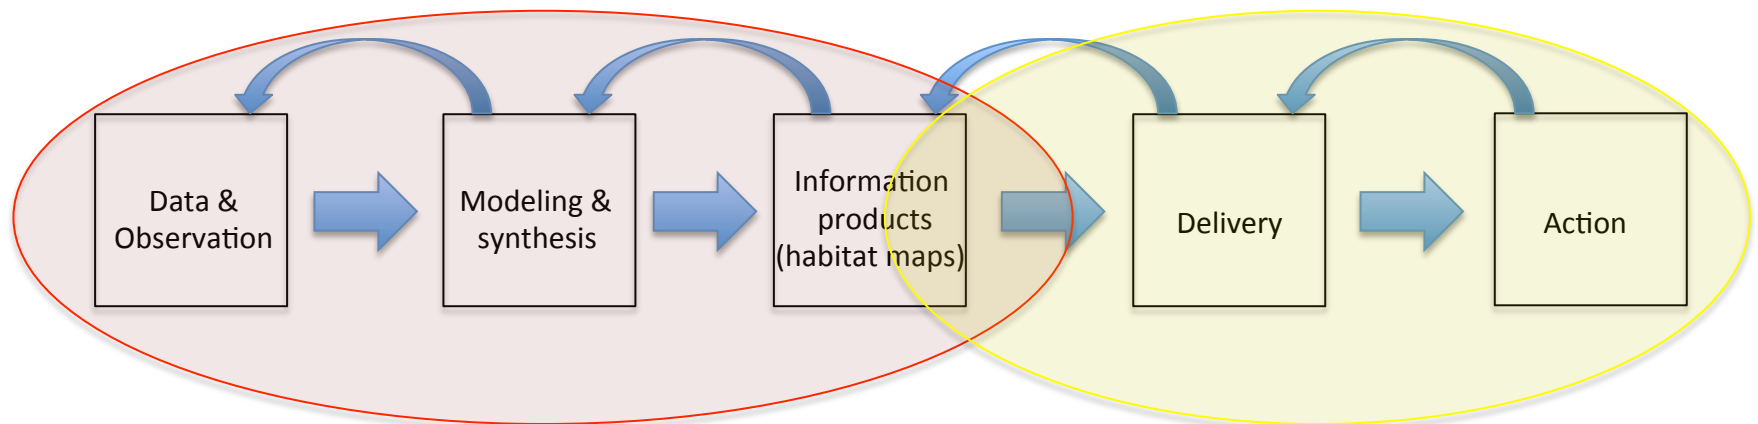 Data &
Observation
Modeling &
synthesis
Information
products
(habitat maps)
Delivery
Action